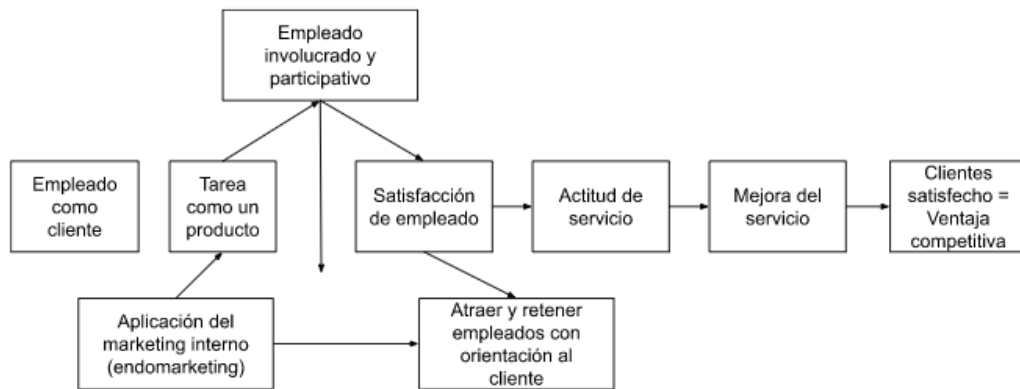 Empleado
involucrado y
participativo
Empleado
como
cliente
Tarea
como un
producto
Satisfacción
de empleado
Actitud de
servicio
Mejora del
servicio
Clientes
satisfecho =
Ventaja
competitiva
Aplicación del
marketing interno
(endomarketing)
Atraer y retener
empleados con
orientación al
cliente